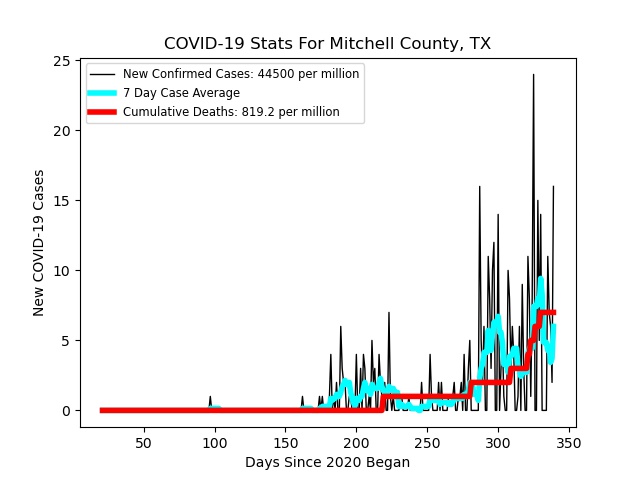 COVID-19 Stats For Mitchell County, TX
New Confirmed Cases: 44500 per million
7 Day Case Average
Cumulative Deaths: 819.2 per million
New COVID-19 Cases
25
20
15
10
5
0
50
100
150
200
250
300
350
Days Since 2020 Began